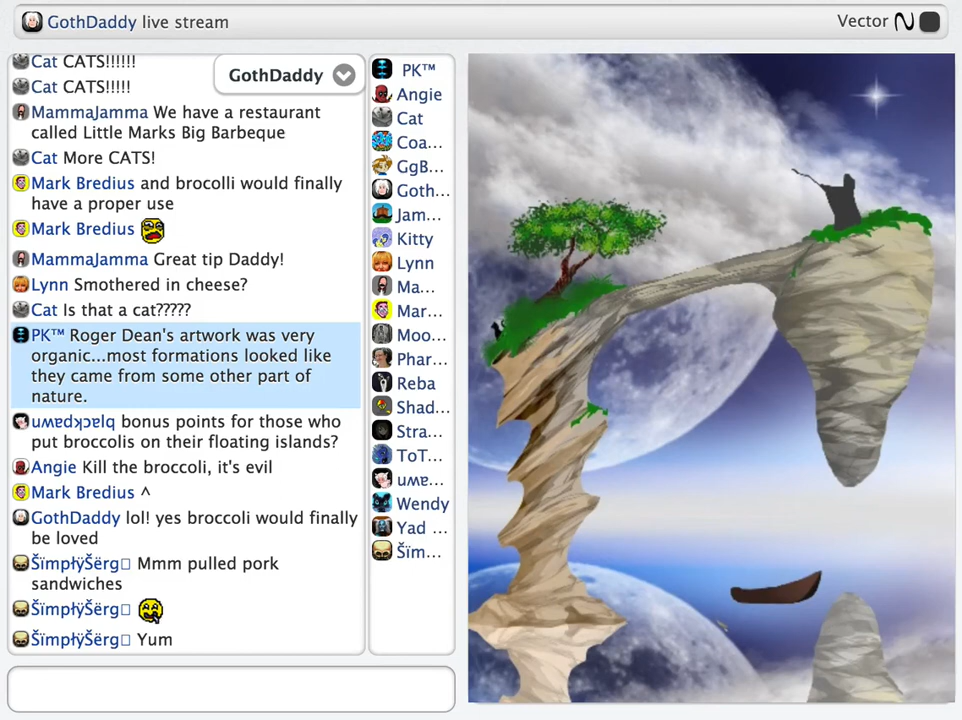 GothDaddy live stream
Vector
Cat CATS!!!!!!
GothDaddy
Cat CATS!!!!!
MammaJamma We have a restaurant
called Little Marks Big Barbeque
Cat More CATS!
Mark Bredius and brocolli would finally
have a proper use
Mark Bredius
MammaJamma Great tip Daddy!
Lynn Smothered in cheese?
Cat Is that a cat?????
PK™ Roger Dean's artwork was very
organic...most formations looked like
they came from some other part of
nature.
uʍɐdʞɔɐlq bonus points for those who
put broccolis on their floating islands?
Angie Kill the broccoli, it's evil
Mark Bredius ^
GothDaddy lol! yes broccoli would finally
be loved
ŠïmpłÿŠërg Mmm pulled pork
sandwiches
ŠïmpłÿŠërg
ŠïmpłÿŠërg Yum
PK™
Angie
Cat
Coa...
GgB...
Goth...
Jam...
Kitty
Lynn
Ma...
Mar...
Moo...
Phar...
Reba
Shad...
Stra...
ToT...
uʍɐ...
Wendy
Yad ...
Šïm...